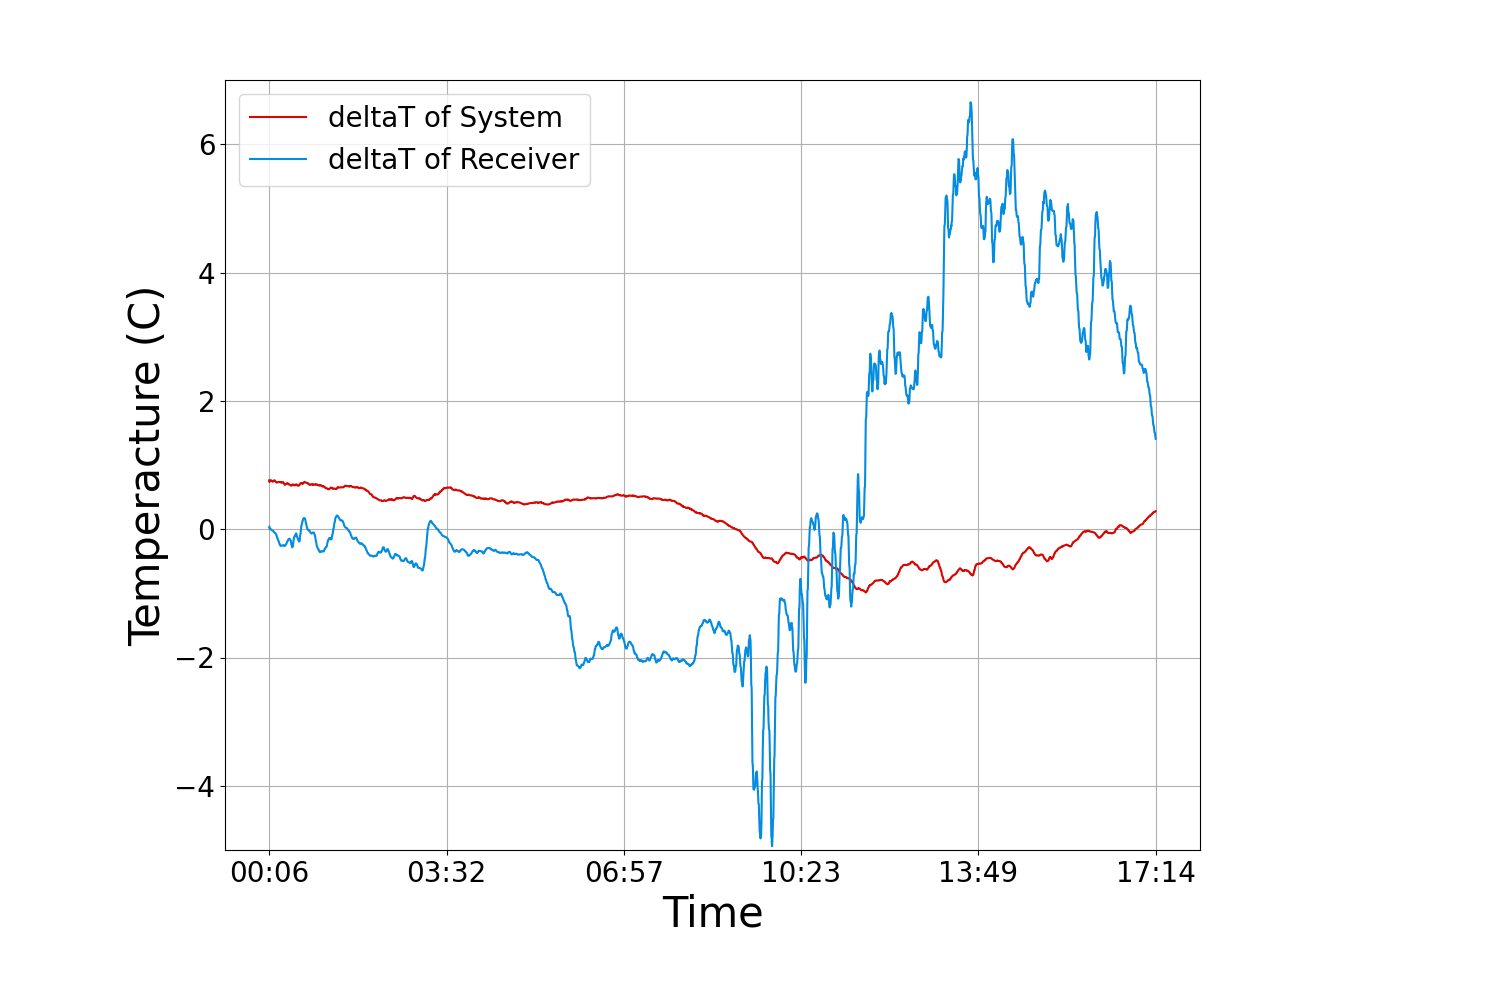 deltaT of System
deltaT of Receiver
6
4
2
0
−2
−4
Temperacture (C)
00:06 03:32 06:57 10:23 13:49 17:14
Time